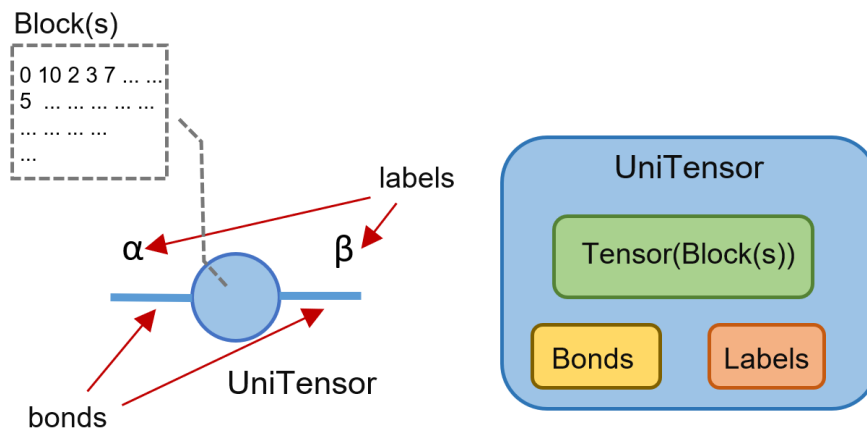 Block(s)
0 10 2 3 7 ... ...
5 ... ... ... ... ...
... ... ... ...
...
labels
α
β
UniTensor
bonds
UniTensor
Tensor(Block(s))
Bonds
Labels